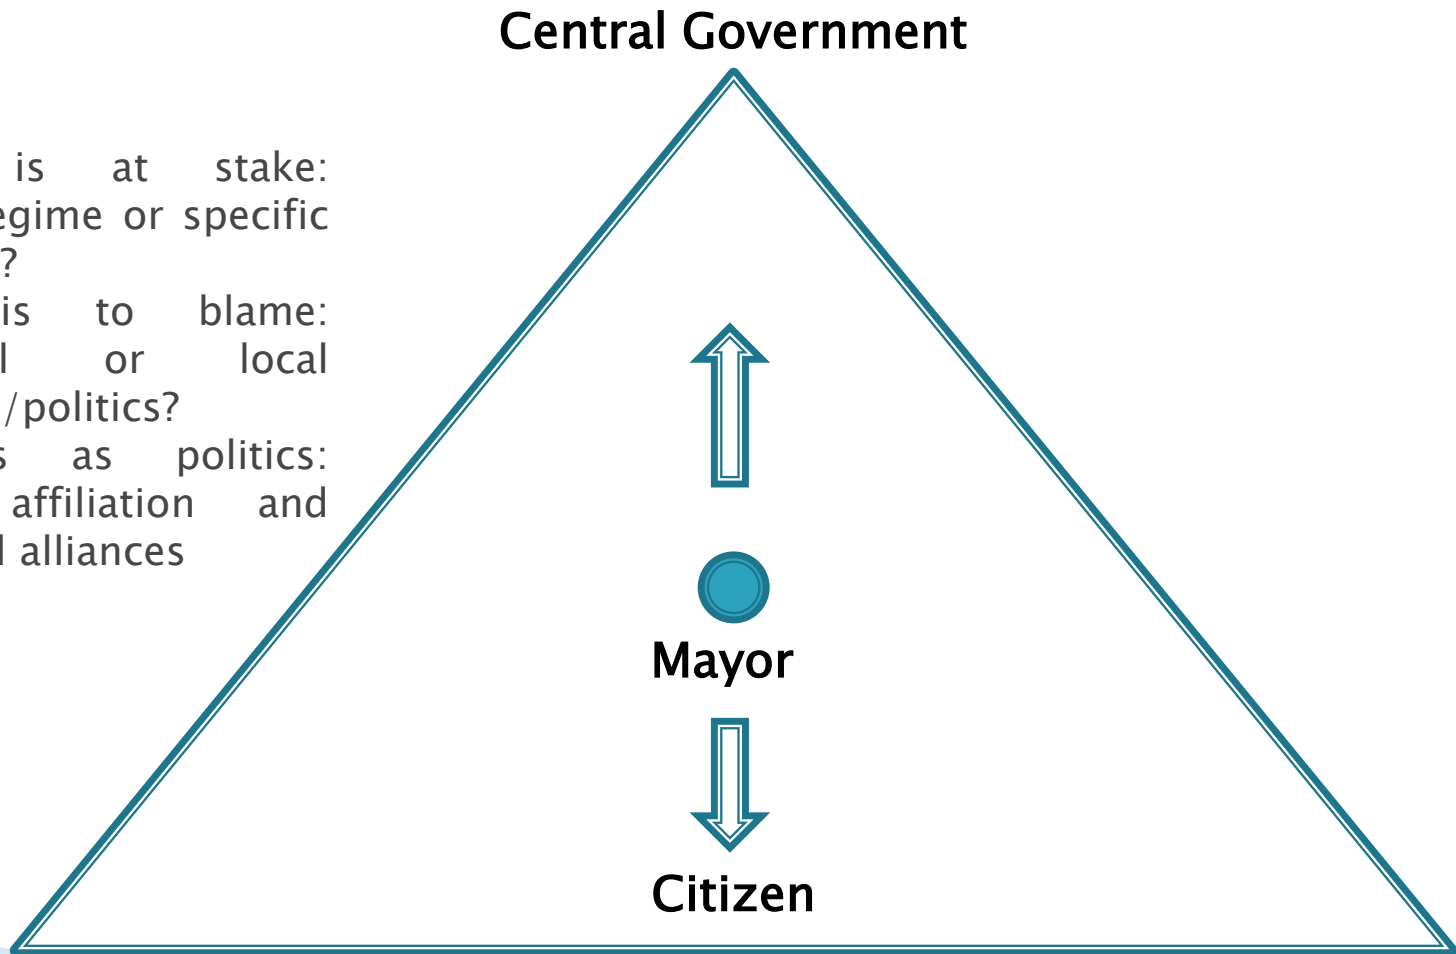 Central Government
is at stake:
egime or specific
?
is to blame:
l or local
/politics?
s as politics:
affiliation and
l alliances
Mayor
Citizen